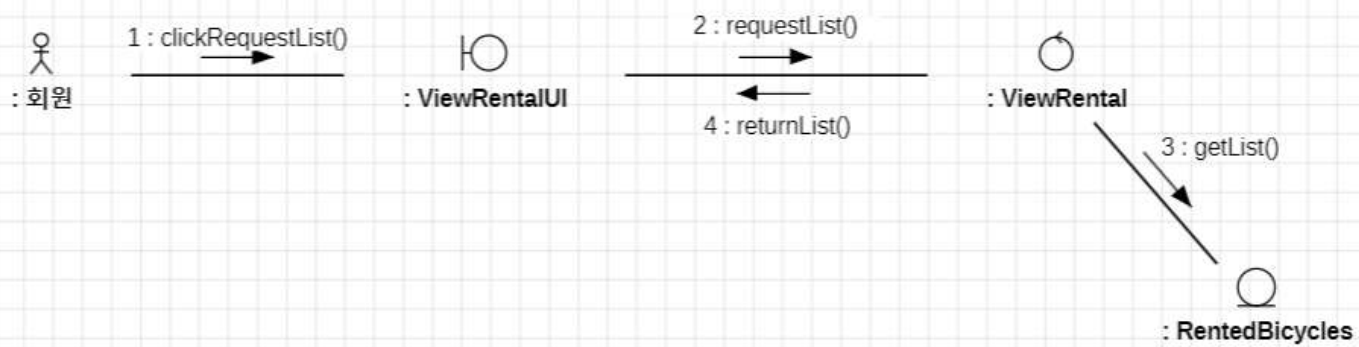 1 : clickRequestList()
2 : requestList()
: 회원
: ViewRentalUI
: ViewRental
4 : returnList()
3 : getList()
: RentedBicycles